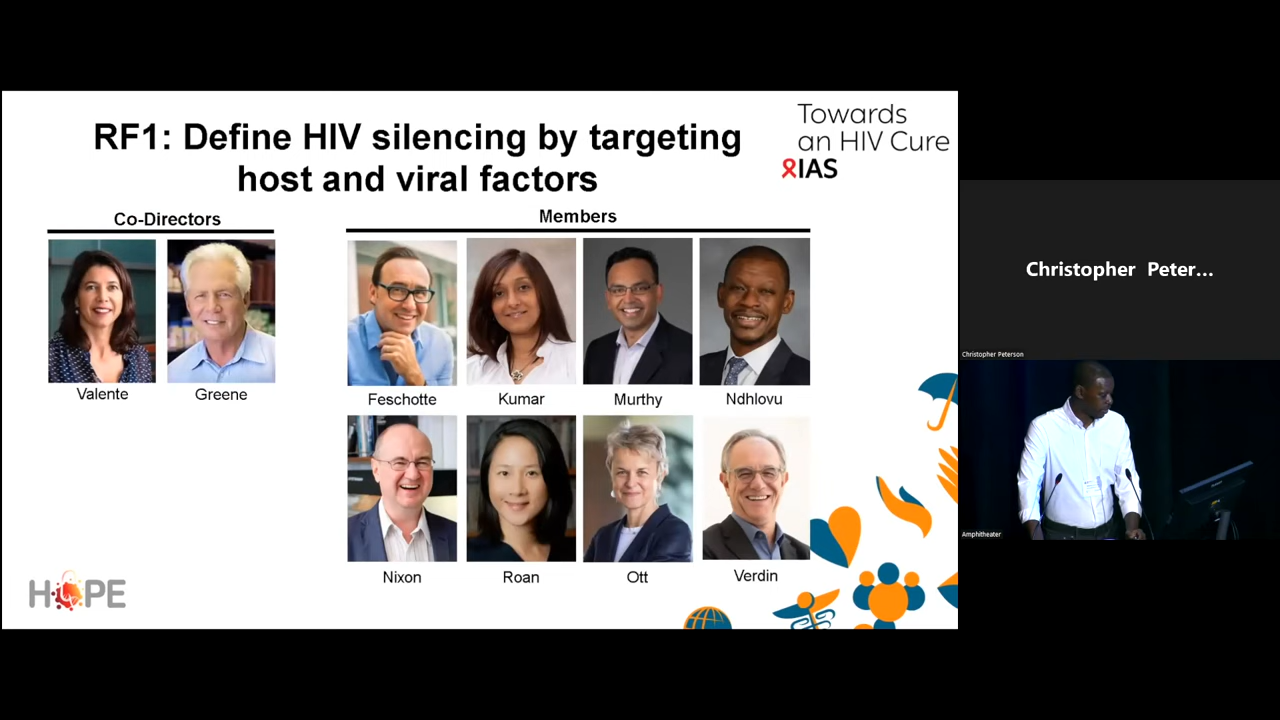 RF1: Define HIV silencing by targeting
host and viral factors
Towards
an HIV Cure
IAS
Co-Directors
Members
Valente
Greene
Feschotte
Kumar
Murthy
Ndhlovu
Nixon
Roan
Ott
Verdin
HOPE
Christopher Peter...
Christopher Peterson
Amphitheater